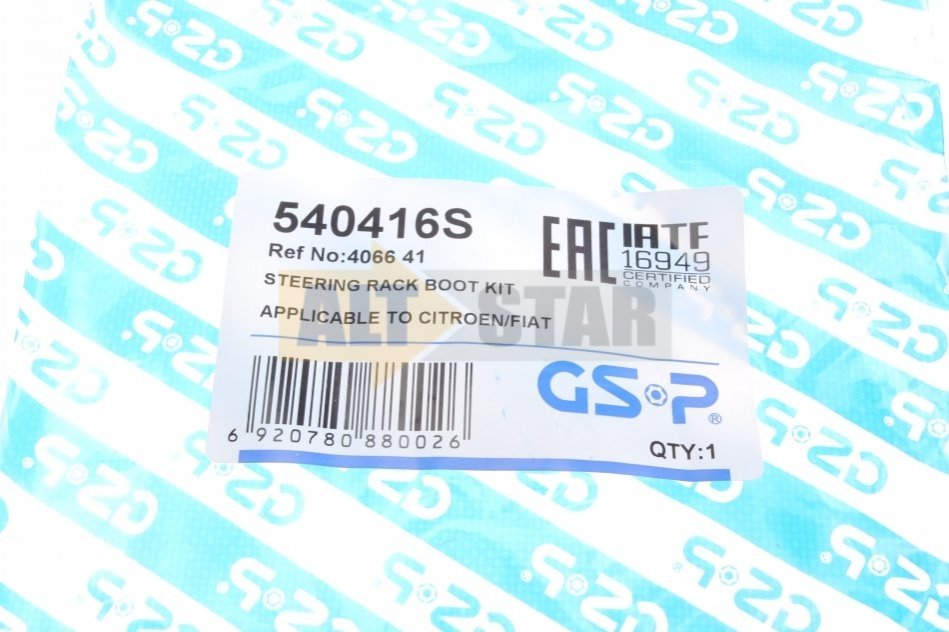 540416S
Ref No:4066 41
STEERING RACK BOOT KIT
APPLICABLE TO CITROEN/FIAT
EAC
IATF
16949
CERTIFIED
COMPANY
ALT STAR
GSP®
6 920780 880026
QTY:1